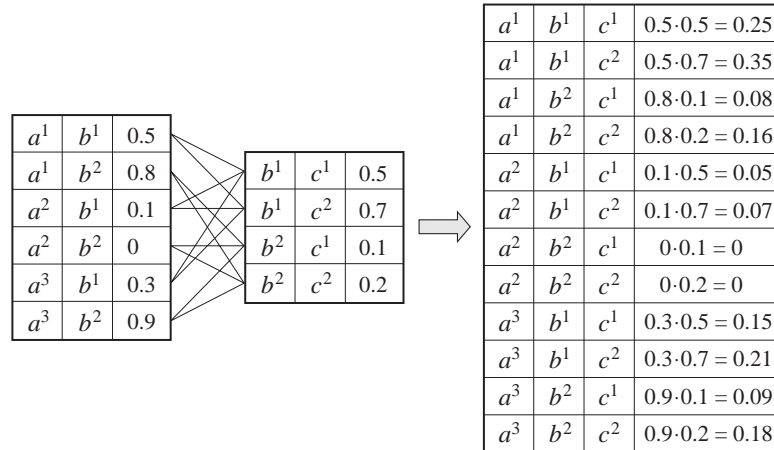 a¹ b¹ 0.5
a¹ b² 0.8
a² b¹ 0.1
a² b² 0
a³ b¹ 0.3
a³ b² 0.9
b¹ c¹ 0.5
b¹ c² 0.7
b² c¹ 0.1
b² c² 0.2
a¹ b¹ c¹ 0.5·0.5 = 0.25
a¹ b¹ c² 0.5·0.7 = 0.35
a¹ b² c¹ 0.8·0.1 = 0.08
a¹ b² c² 0.8·0.2 = 0.16
a² b¹ c¹ 0.1·0.5 = 0.05
a² b¹ c² 0.1·0.7 = 0.07
a² b² c¹ 0·0.1 = 0
a² b² c² 0·0.2 = 0
a³ b¹ c¹ 0.3·0.5 = 0.15
a³ b¹ c² 0.3·0.7 = 0.21
a³ b² c¹ 0.9·0.1 = 0.09
a³ b² c² 0.9·0.2 = 0.18